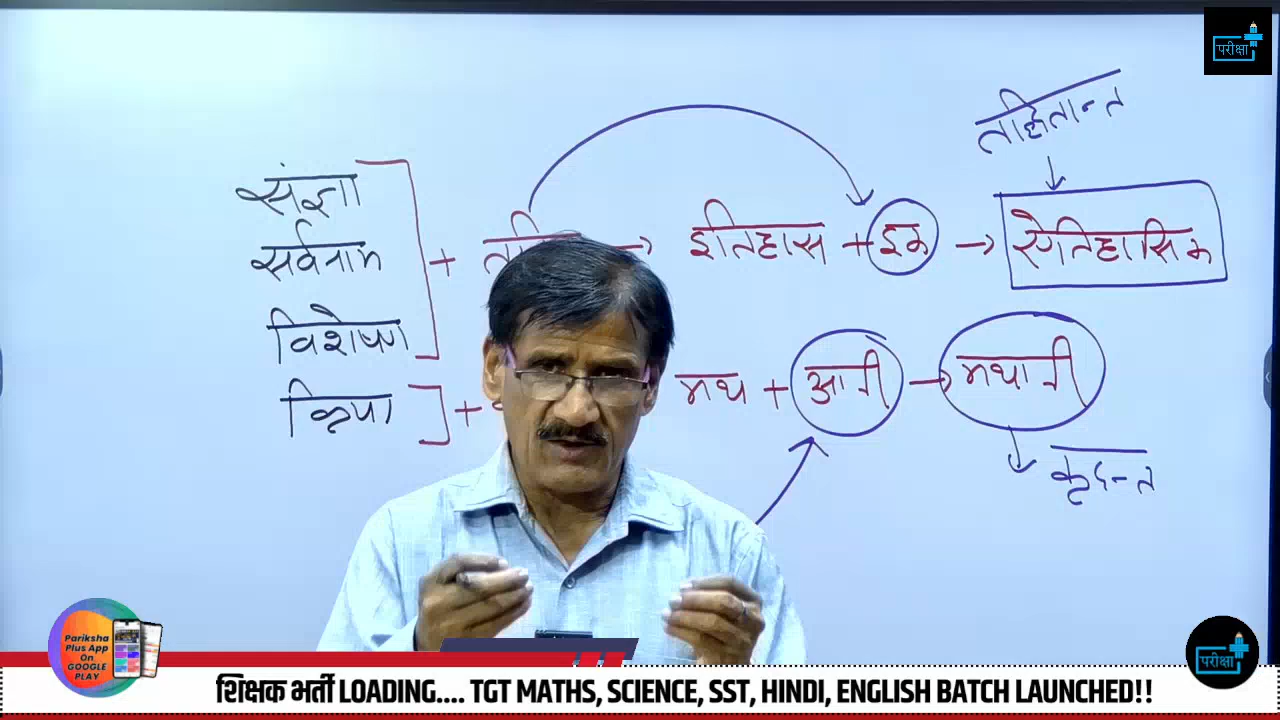 परीक्षा
तद्धितान्त
संज्ञा
सर्वनाम
विशेषण
+
→ इतिहास + इक → ऐतिहासिक
क्रिया
+
मथ + आनी → मथानी
कृदन्त
Pariksha
Plus App
On
GOOGLE
PLAY
परीक्षा
शिक्षक भर्ती LOADING.... TGT MATHS, SCIENCE, SST, HINDI, ENGLISH BATCH LAUNCHED!!